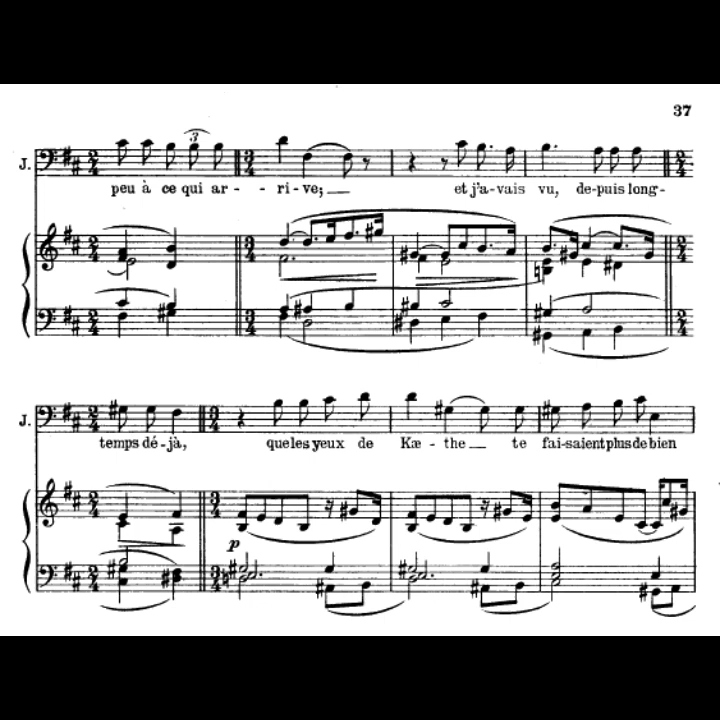 37
J. peu à ce qui ar - - ri - ve; et j'a - vais vu, de - puis long -
J. temps dé - jà, que les yeux de Kæ - the te fai - saient plus de bien
p